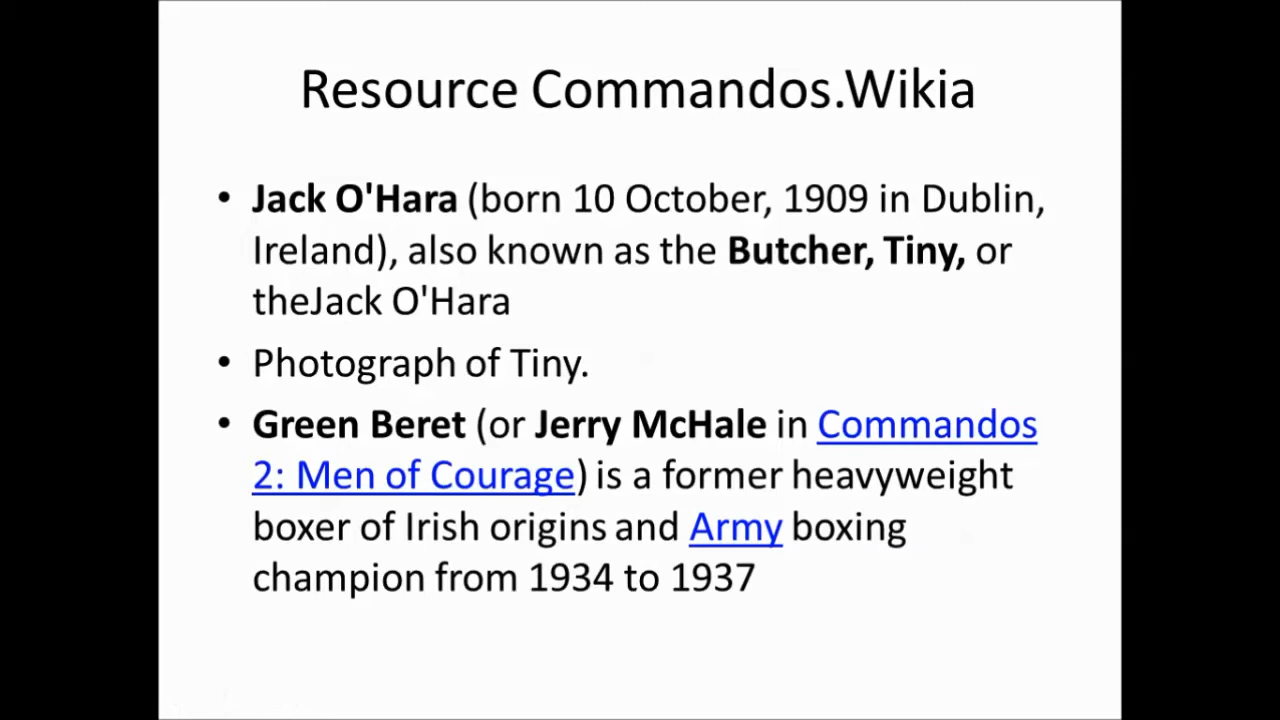 Resource Commandos.Wikia
• Jack O'Hara (born 10 October, 1909 in Dublin,
Ireland), also known as the Butcher, Tiny, or
theJack O'Hara
• Photograph of Tiny.
• Green Beret (or Jerry McHale in Commandos
2: Men of Courage) is a former heavyweight
boxer of Irish origins and Army boxing
champion from 1934 to 1937